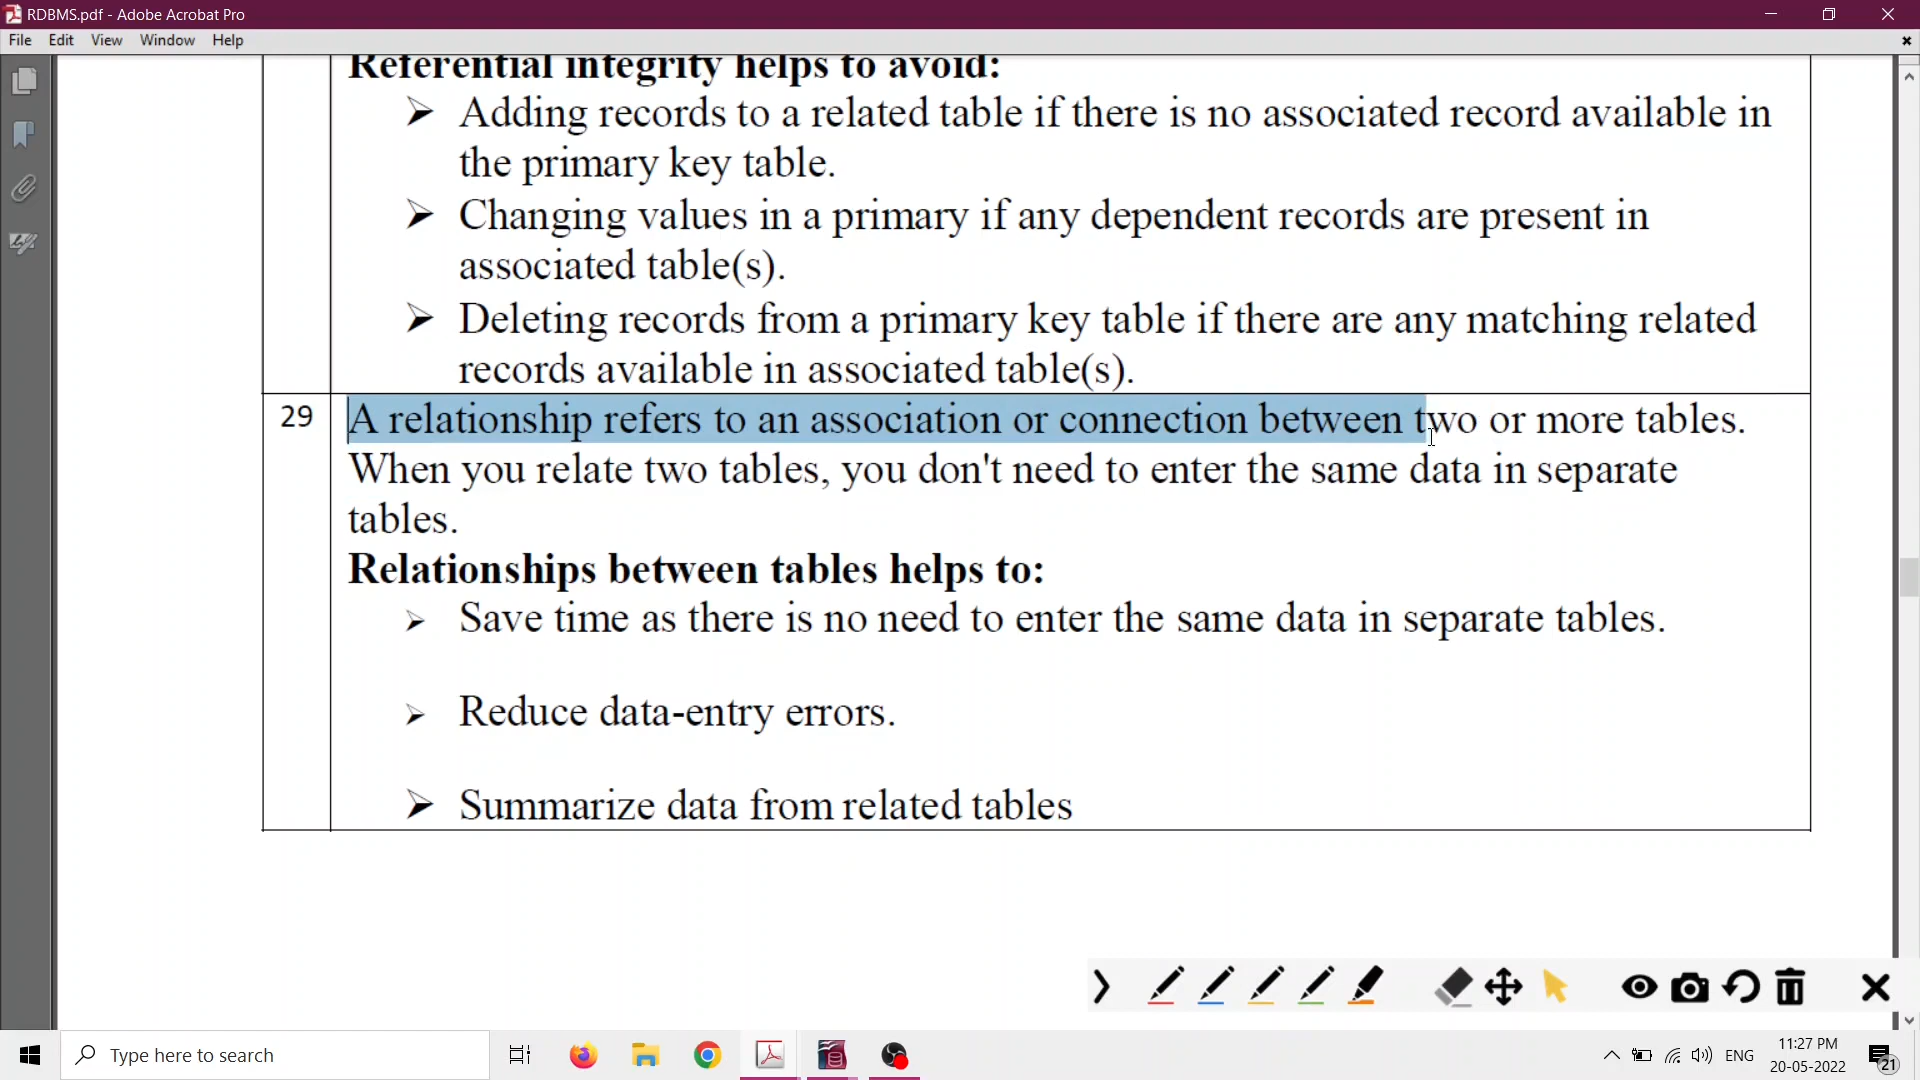 RDBMS.pdf - Adobe Acrobat Pro
File Edit View Window Help
Referential integrity helps to avoid:
➢ Adding records to a related table if there is no associated record available in
the primary key table.
➢ Changing values in a primary if any dependent records are present in
associated table(s).
➢ Deleting records from a primary key table if there are any matching related
records available in associated table(s).
29 A relationship refers to an association or connection between two or more tables.
When you relate two tables, you don't need to enter the same data in separate
tables.
Relationships between tables helps to:
➢ Save time as there is no need to enter the same data in separate tables.
➢ Reduce data-entry errors.
➢ Summarize data from related tables
Type here to search
ENG
11:27 PM
20-05-2022
21